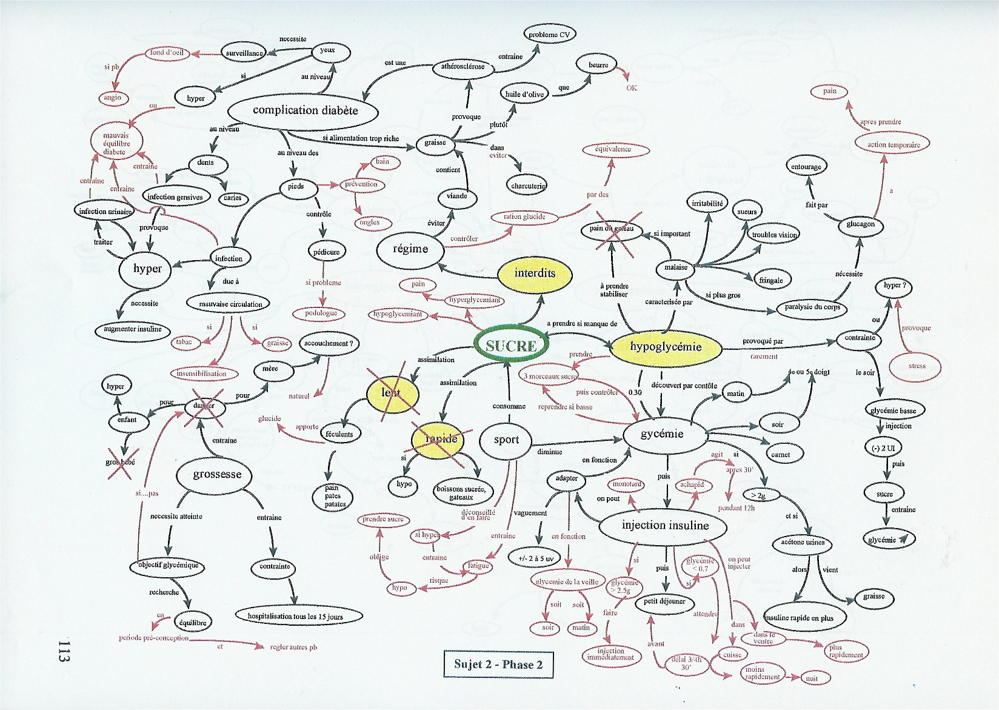 probleme CV
necessite
yeux
surveillance
fond d'oeil
est une
athérosclérose
entraine
beurre
si pb
si
au niveau
OK
huile d'olive
que
angio
hyper
ou
complication diabète
provoque
plutôt
pain
apres prendre
mauvais
équilibre
diabete
au niveau
si alimentation trop riche
graisse
dans
eviter
équivalence
action temporaire
au niveau des
dents
entraine
bain
contient
entourage
entraine
entraine
infection gensives
caries
pieds
prévention
viande
charcuterie
par des
a
infection urinaire
provoque
contrôle
ongles
éviter
ration glucide
irritabilité
sueurs
fait par
glucagon
traiter
pain ou gateau
si important
troubles vision
contrôler
régime
pédicure
hyper
infection
interdits
malaise
fringale
nécessite
due à
si probleme
pain
à prendre
stabiliser
caracterisée par
si plus gros
hyper ?
necessite
mauvaise circulation
hyperglycemiant
paralysie du corps
podologue
hypoglycemiant
ou
augmenter insuline
si
si
a prendre si manque de
provoque
tabac
graisse
accouchement ?
SUCRE
hypoglycémie
provoqué par
rarement
contrainte
assimilation
prendre
stress
insensibilisation
mère
3 morceaux sucre
4e ou 5e doigt
le soir
hyper
assimilation
puis contrôler
0.30
découvert par contôle
matin
naturel
lent
pour
danger
pour
consomme
reprendre si basse
glycémie basse
enfant
glucide
apporte
féculents
rapide
sport
gycémie
soir
injection
entraine
diminue
carnet
(-) 2 UI
gros bébé
si
en fonction
agit
si
puis
grossesse
hypo
boissons sucrée,
gateaux
adapter
puis
apres 30'
monotard
achapid
si....pas
pain
pates
patates
on peut
> 2g
sucre
pendant 12h
necessite atteinte
entraine
prendre sucre
déconseillé
d'en faire
vaguement
injection insuline
et si
entraine
si hyper
entraine
en fonction
acétone urines
glycémie
oblige
entraine
+/- 2 à 5 uv
si
glycémie
< 0.7
on peut
injecter
objectif glycémique
contrainte
fatigue
puis
alors
vient
recherche
hypo
risque
glycemie de la veille
glycémie
> 2.5g
si
petit déjeuner
graisse
soit
soit
faire
attendre
équilibre
hospitalisation tous les 15 jours
insuline rapide en plus
en
soir
matin
dans
periode pré-conception
et
regler autres pb
avant
dans le
ventre
plus
rapidement
injection
immédiatement
délai 3/4h
30'
cuisse
moins
rapidement
nuit
Sujet 2 - Phase 2
113